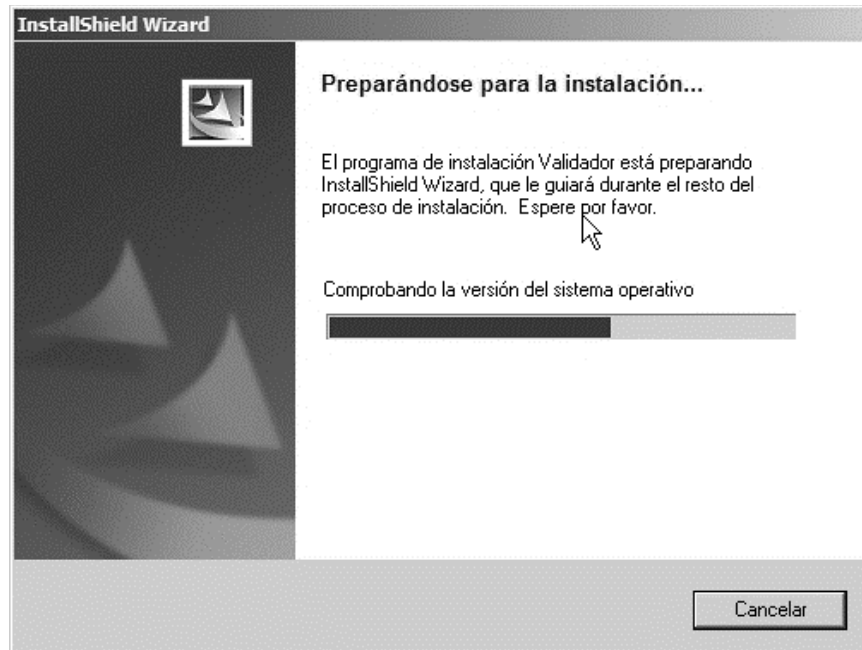 InstallShield Wizard
Preparándose para la instalación...
El programa de instalación Validador está preparando
InstallShield Wizard, que le guiará durante el resto del
proceso de instalación.  Espere por favor.
Comprobando la versión del sistema operativo
Cancelar